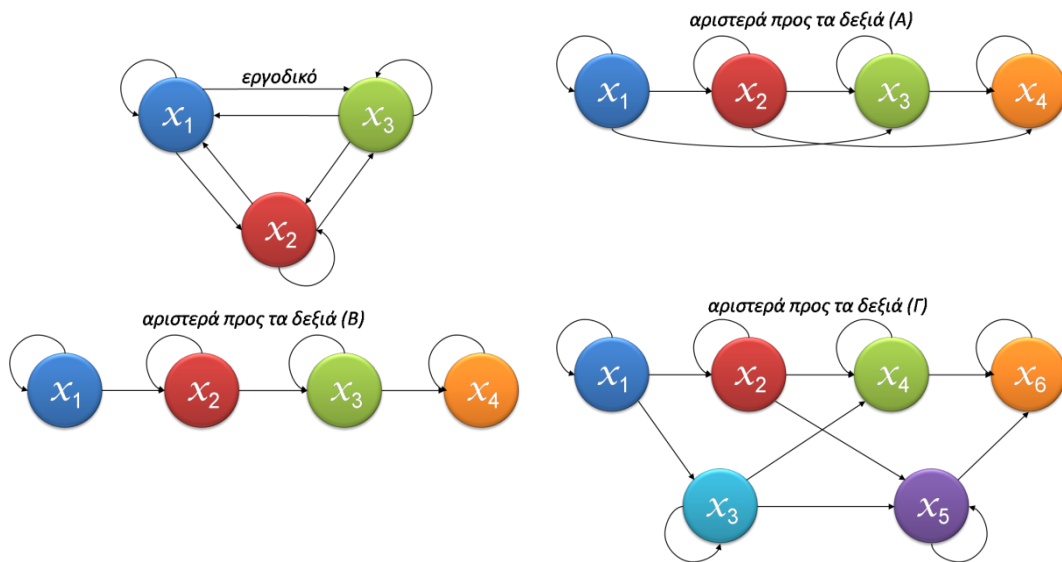 εργοδικό
x1
x3
x2
αριστερά προς τα δεξιά (Α)
x1
x2
x3
x4
αριστερά προς τα δεξιά (Β)
x1
x2
x3
x4
αριστερά προς τα δεξιά (Γ)
x1
x2
x4
x6
x3
x5